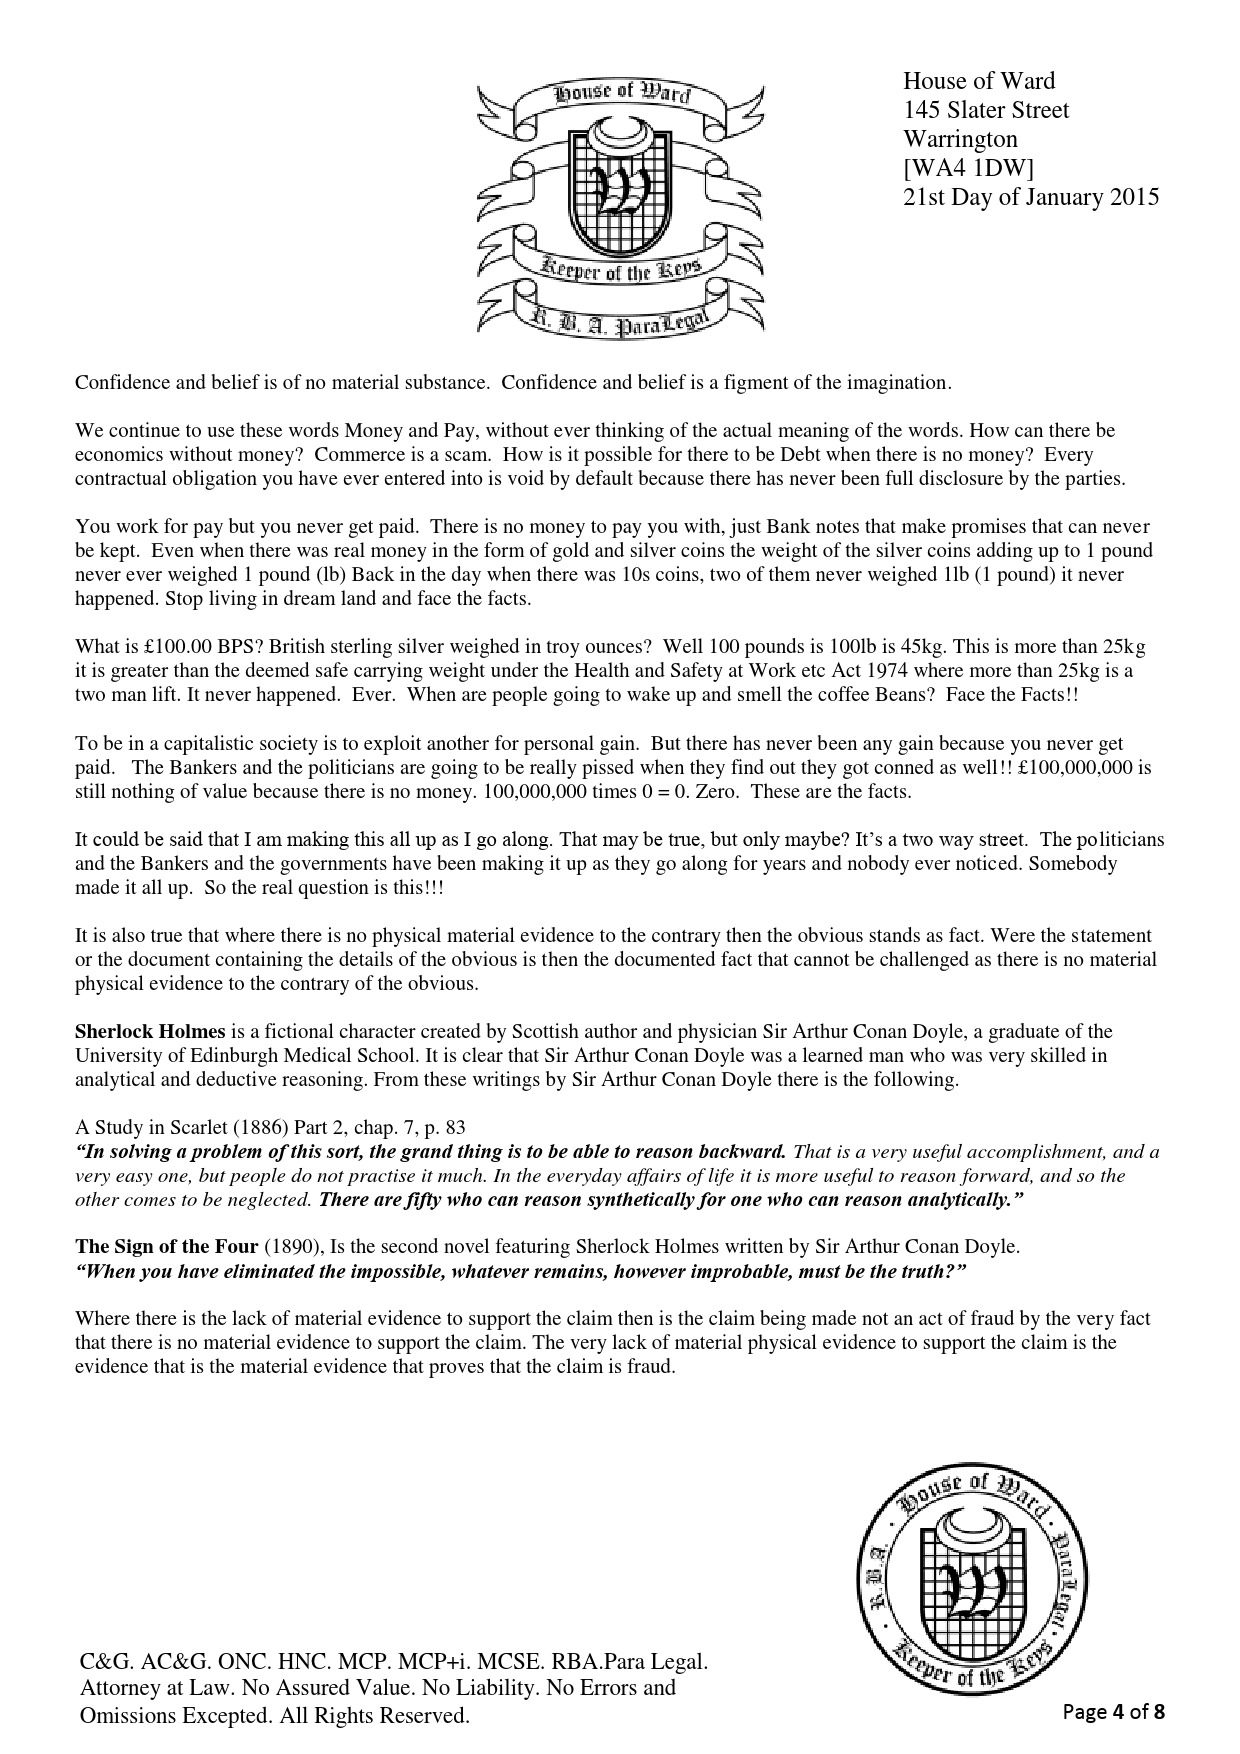 House of Ward
House of Ward
145 Slater Street
Warrington
[WA4 1DW]
21st Day of January 2015
W
Keeper of the Keys
R. B. A. ParaLegal
Confidence and belief is of no material substance.  Confidence and belief is a figment of the imagination.
We continue to use these words Money and Pay, without ever thinking of the actual meaning of the words. How can there be
economics without money?  Commerce is a scam.  How is it possible for there to be Debt when there is no money?  Every
contractual obligation you have ever entered into is void by default because there has never been full disclosure by the parties.
You work for pay but you never get paid.  There is no money to pay you with, just Bank notes that make promises that can never
be kept.  Even when there was real money in the form of gold and silver coins the weight of the silver coins adding up to 1 pound
never ever weighed 1 pound (lb) Back in the day when there was 10s coins, two of them never weighed 1lb (1 pound) it never
happened. Stop living in dream land and face the facts.
What is £100.00 BPS? British sterling silver weighed in troy ounces?  Well 100 pounds is 100lb is 45kg. This is more than 25kg
it is greater than the deemed safe carrying weight under the Health and Safety at Work etc Act 1974 where more than 25kg is a
two man lift. It never happened.  Ever.  When are people going to wake up and smell the coffee Beans?  Face the Facts!!
To be in a capitalistic society is to exploit another for personal gain.  But there has never been any gain because you never get
paid.   The Bankers and the politicians are going to be really pissed when they find out they got conned as well!! £100,000,000 is
still nothing of value because there is no money. 100,000,000 times 0 = 0. Zero.  These are the facts.
It could be said that I am making this all up as I go along. That may be true, but only maybe? It’s a two way street.  The politicians
and the Bankers and the governments have been making it up as they go along for years and nobody ever noticed. Somebody
made it all up.  So the real question is this!!!
It is also true that where there is no physical material evidence to the contrary then the obvious stands as fact. Were the statement
or the document containing the details of the obvious is then the documented fact that cannot be challenged as there is no material
physical evidence to the contrary of the obvious.
Sherlock Holmes is a fictional character created by Scottish author and physician Sir Arthur Conan Doyle, a graduate of the
University of Edinburgh Medical School. It is clear that Sir Arthur Conan Doyle was a learned man who was very skilled in
analytical and deductive reasoning. From these writings by Sir Arthur Conan Doyle there is the following.
A Study in Scarlet (1886) Part 2, chap. 7, p. 83
“In solving a problem of this sort, the grand thing is to be able to reason backward. That is a very useful accomplishment, and a
very easy one, but people do not practise it much. In the everyday affairs of life it is more useful to reason forward, and so the
other comes to be neglected. There are fifty who can reason synthetically for one who can reason analytically.”
The Sign of the Four (1890), Is the second novel featuring Sherlock Holmes written by Sir Arthur Conan Doyle.
“When you have eliminated the impossible, whatever remains, however improbable, must be the truth?”
Where there is the lack of material evidence to support the claim then is the claim being made not an act of fraud by the very fact
that there is no material evidence to support the claim. The very lack of material physical evidence to support the claim is the
evidence that is the material evidence that proves that the claim is fraud.
R.B.A. · House of Ward · ParaLegal ·
W
Keeper of the Keys
C&G. AC&G. ONC. HNC. MCP. MCP+i. MCSE. RBA.Para Legal.
Attorney at Law. No Assured Value. No Liability. No Errors and
Omissions Excepted. All Rights Reserved.
Page 4 of 8